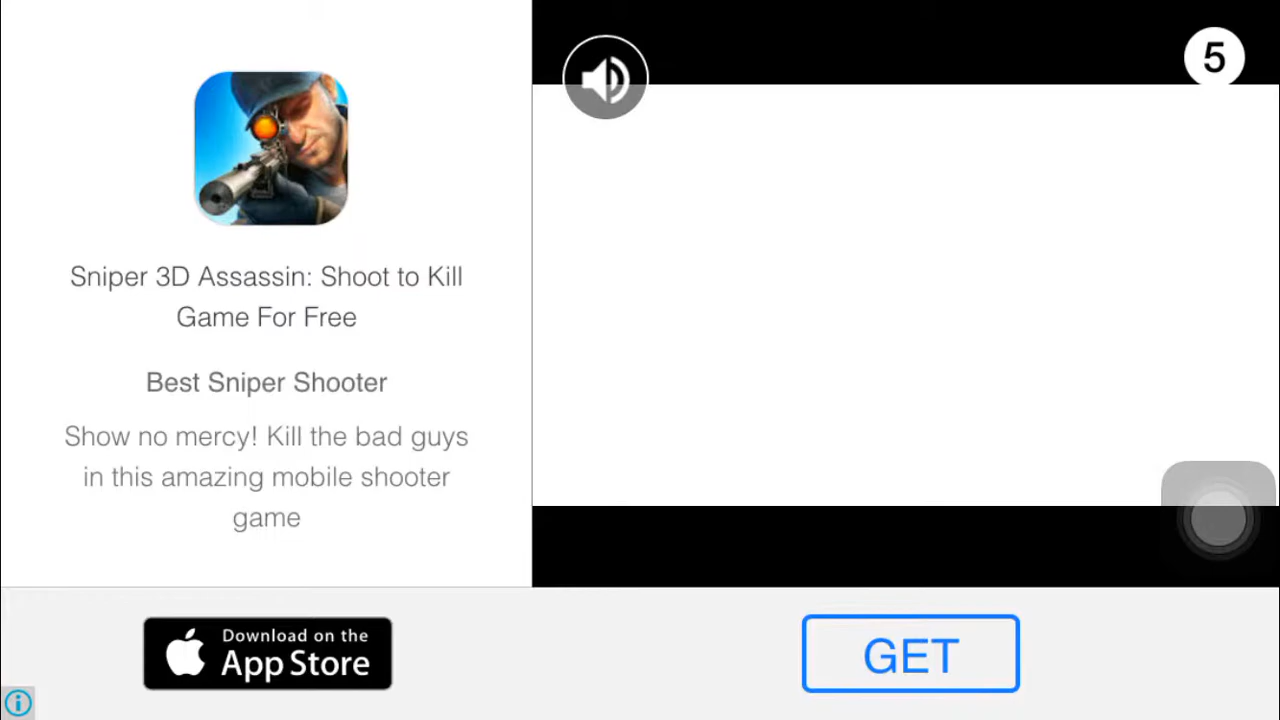 5
Sniper 3D Assassin: Shoot to Kill
Game For Free
Best Sniper Shooter
Show no mercy! Kill the bad guys
in this amazing mobile shooter
game
Download on the
App Store
GET